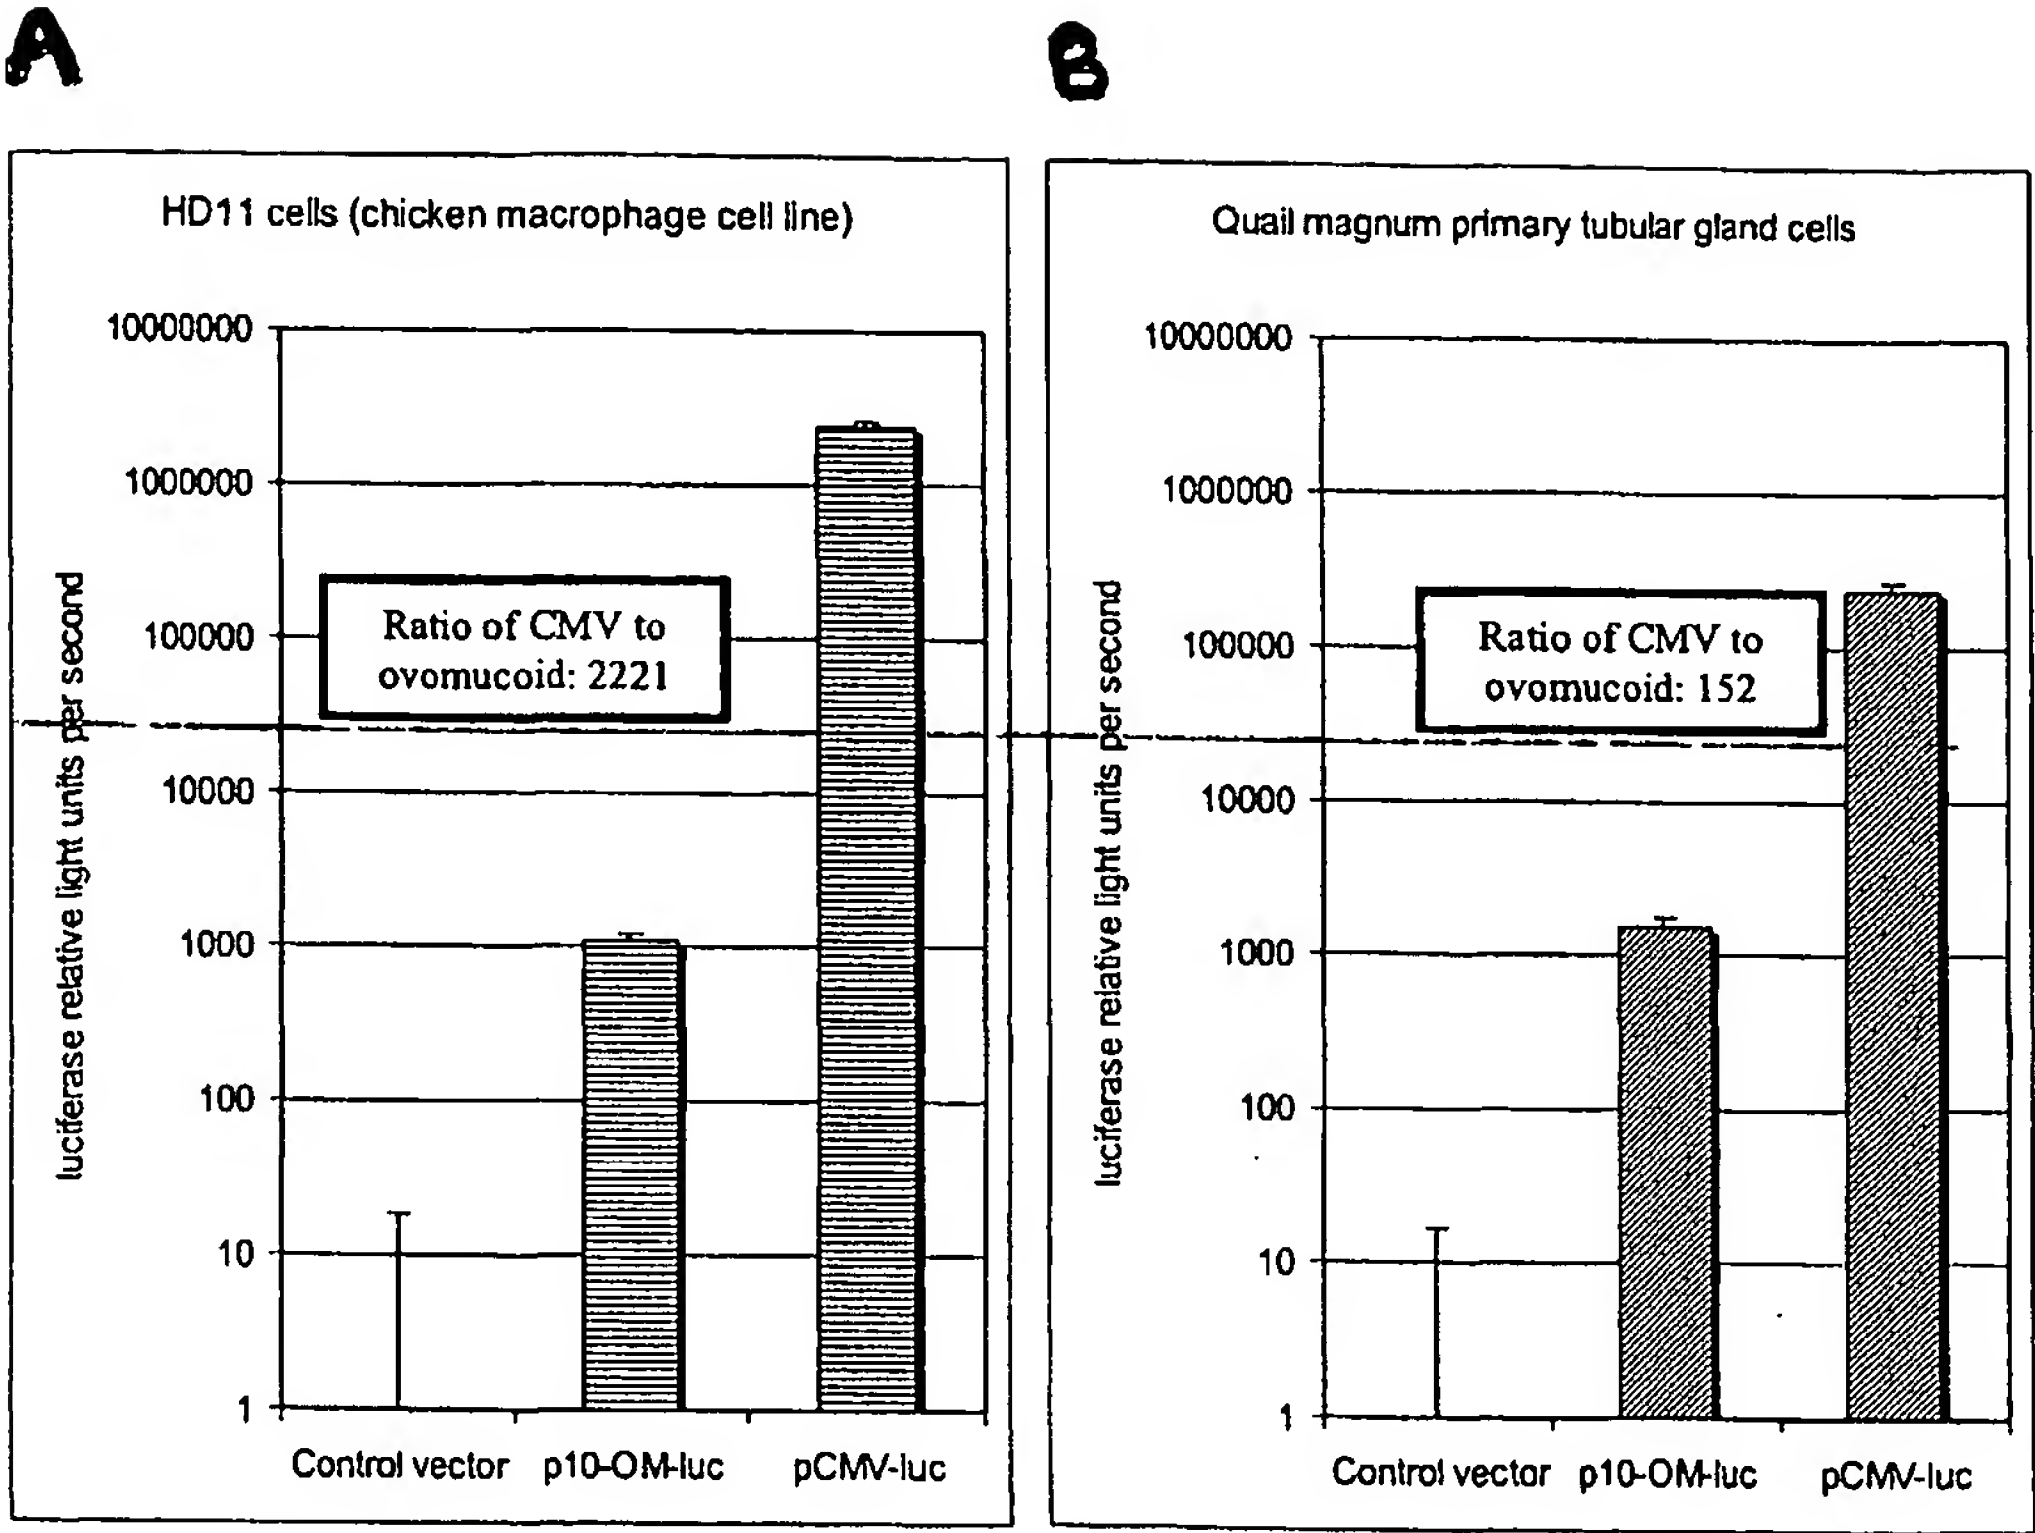 A
HD11 cells (chicken macrophage cell line)
luciferase relative light units per second
10000000
1000000
100000
10000
1000
100
10
1
Ratio of CMV to
ovomucoid: 2221
Control vector p10-OM-luc pCMV-luc
B
Quail magnum primary tubular gland cells
luciferase relative light units per second
10000000
1000000
100000
10000
1000
100
10
1
Ratio of CMV to
ovomucoid: 152
Control vector p10-OM-luc pCMV-luc